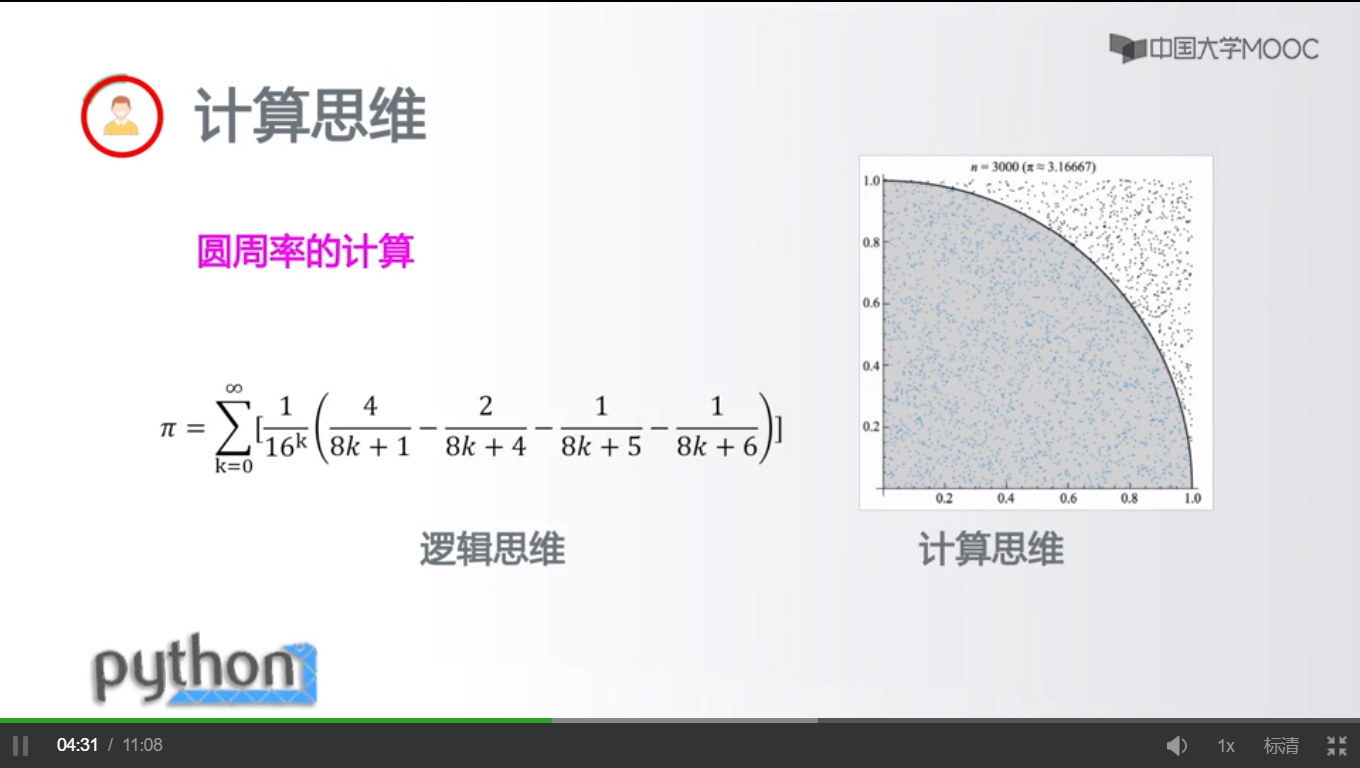 中国大学MOOC
计算思维
圆周率的计算
π = ∑_{k=0}^{∞} [1/16^k (4/(8k + 1) − 2/(8k + 4) − 1/(8k + 5) − 1/(8k + 6))]
逻辑思维
n = 3000 (π ≈ 3.16667)
1.0
0.8
0.6
0.4
0.2
0.2 0.4 0.6 0.8 1.0
计算思维
python
04:31 / 11:08 1x 标清